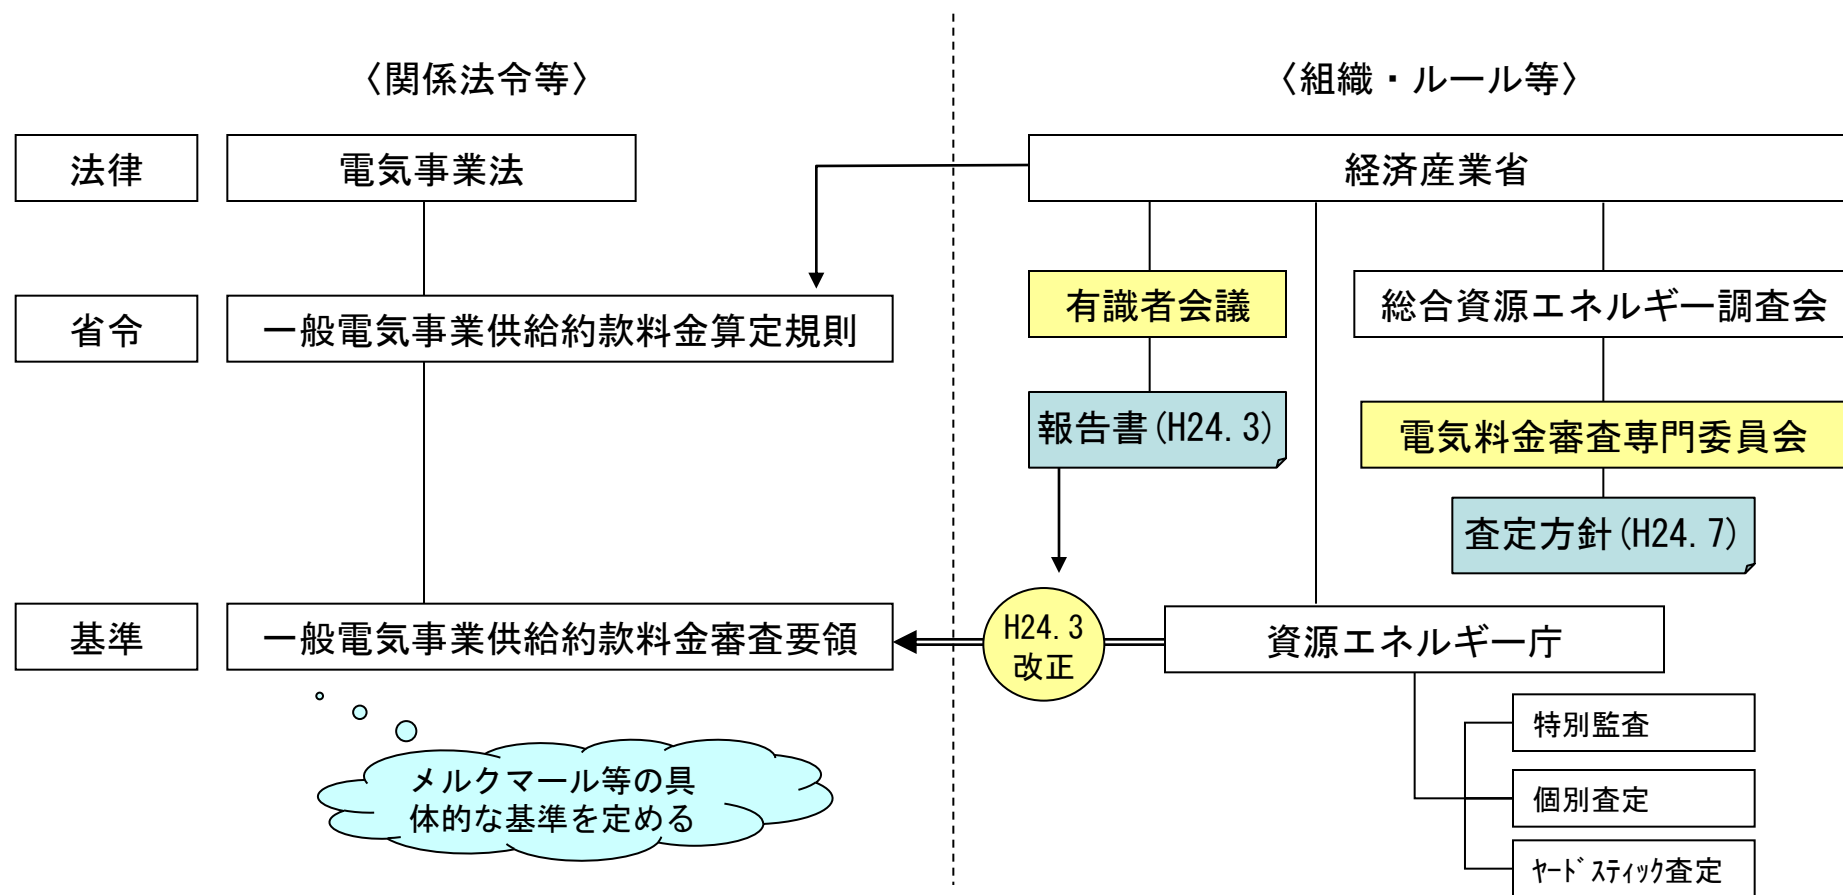 〈関係法令等〉
〈組織・ルール等〉
法律
電気事業法
経済産業省
有識者会議
総合資源エネルギー調査会
省令
一般電気事業供給約款料金算定規則
報告書(H24.3)
電気料金審査専門委員会
査定方針(H24.7)
基準
一般電気事業供給約款料金審査要領
H24.3
改正
資源エネルギー庁
特別監査
メルクマール等の具
体的な基準を定める
個別査定
ﾔｰﾄﾞｽﾃｨｯｸ査定